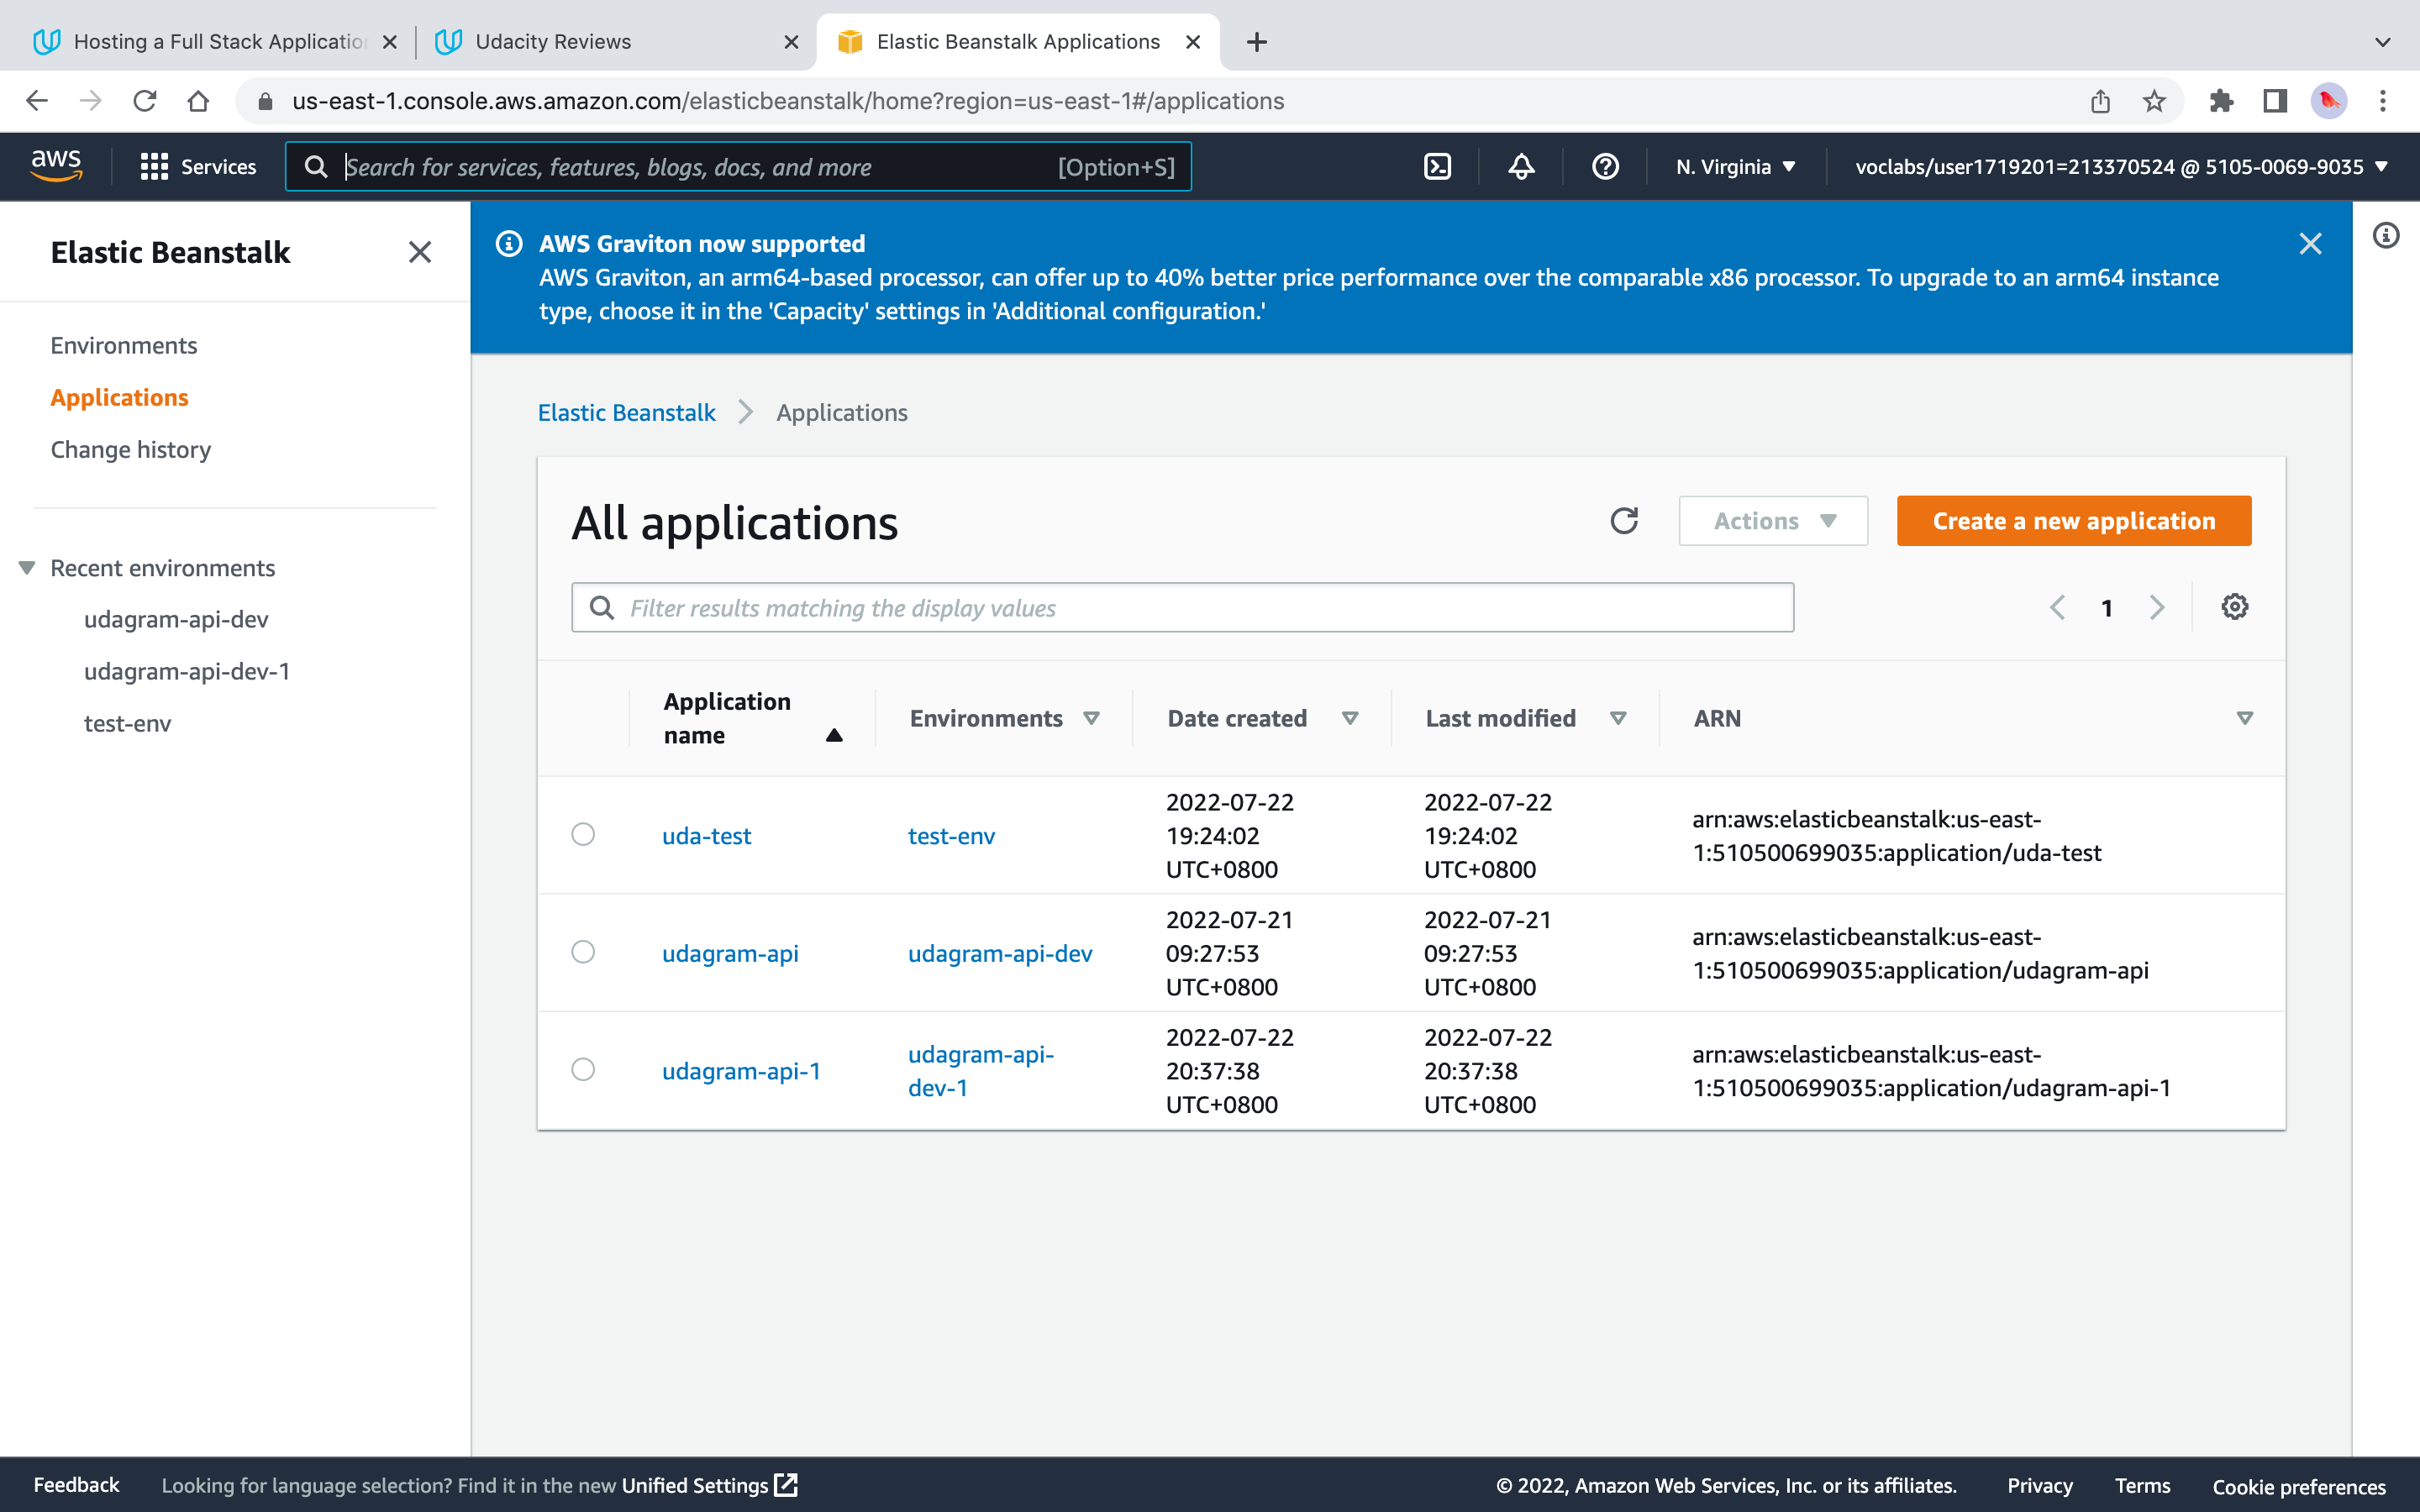 Hosting a Full Stack Application
Udacity Reviews
Elastic Beanstalk Applications
us-east-1.console.aws.amazon.com/elasticbeanstalk/home?region=us-east-1#/applications
aws
Services
Search for services, features, blogs, docs, and more
[Option+S]
N. Virginia
voclabs/user1719201=213370524 @ 5105-0069-9035
Elastic Beanstalk
Environments
Applications
Change history
Recent environments
udagram-api-dev
udagram-api-dev-1
test-env
AWS Graviton now supported
AWS Graviton, an arm64-based processor, can offer up to 40% better price performance over the comparable x86 processor. To upgrade to an arm64 instance
type, choose it in the 'Capacity' settings in 'Additional configuration.'
Elastic Beanstalk
Applications
All applications
Actions
Create a new application
Filter results matching the display values
1
Application
name
Environments
Date created
Last modified
ARN
uda-test
test-env
2022-07-22
19:24:02
UTC+0800
2022-07-22
19:24:02
UTC+0800
arn:aws:elasticbeanstalk:us-east-
1:510500699035:application/uda-test
udagram-api
udagram-api-dev
2022-07-21
09:27:53
UTC+0800
2022-07-21
09:27:53
UTC+0800
arn:aws:elasticbeanstalk:us-east-
1:510500699035:application/udagram-api
udagram-api-1
udagram-api-
dev-1
2022-07-22
20:37:38
UTC+0800
2022-07-22
20:37:38
UTC+0800
arn:aws:elasticbeanstalk:us-east-
1:510500699035:application/udagram-api-1
Feedback
Looking for language selection? Find it in the new Unified Settings
© 2022, Amazon Web Services, Inc. or its affiliates.
Privacy
Terms
Cookie preferences